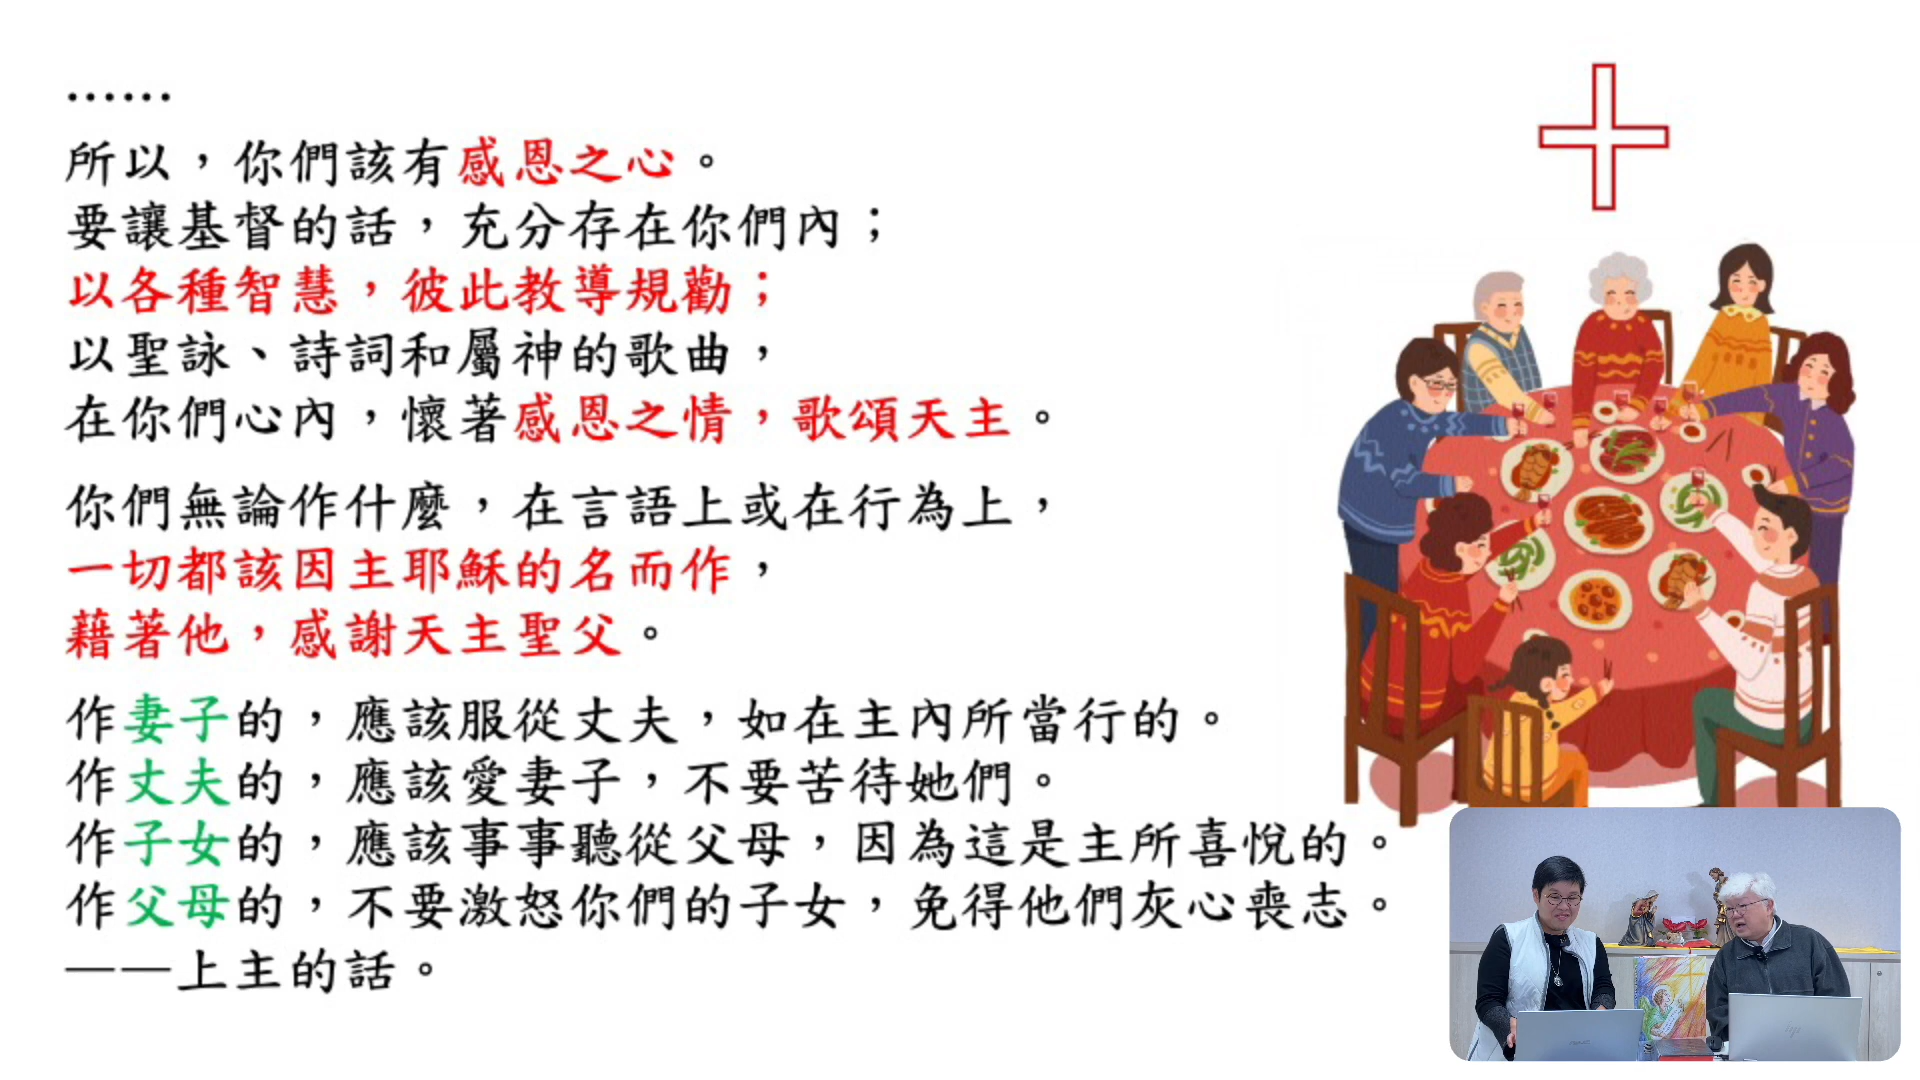 ……
所以，你們該有感恩之心。
要讓基督的話，充分存在你們內；
以各種智慧，彼此教導規勸；
以聖詠、詩詞和屬神的歌曲，
在你們心內，懷著感恩之情，歌頌天主。
你們無論作什麼，在言語上或在行為上，
一切都該因主耶穌的名而作，
藉著他，感謝天主聖父。
作妻子的，應該服從丈夫，如在主內所當行的。
作丈夫的，應該愛妻子，不要苦待她們。
作子女的，應該事事聽從父母，因為這是主所喜悅的。
作父母的，不要激怒你們的子女，免得他們灰心喪志。
——上主的話。
hp